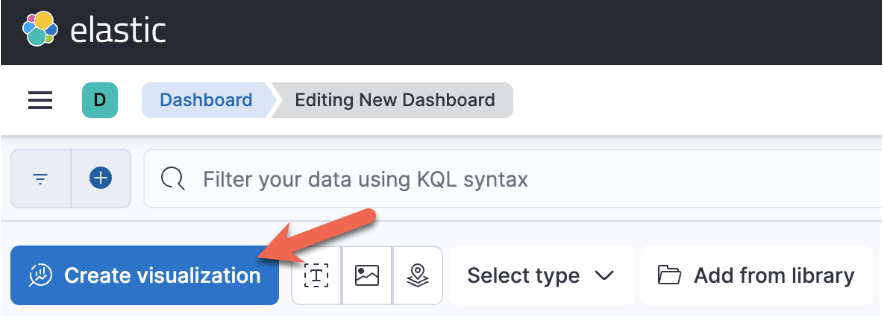 elastic
D Dashboard Editing New Dashboard
Filter your data using KQL syntax
Create visualization T Select type Add from library